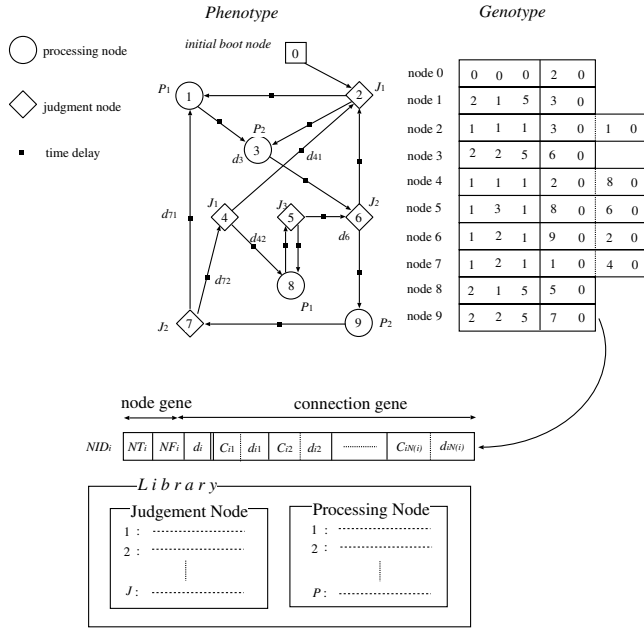 Phenotype
Genotype
initial boot node
0
processing node
judgment node
time delay
P1
1
2
J1
P2
3
d3
d41
J1
4
J3
5
6
J2
d71
d42
d6
8
P1
d72
J2
7
9
P2
node 0 0 0 0 2 0
node 1 2 1 5 3 0
node 2 1 1 1 3 0 1 0
node 3 2 2 5 6 0
node 4 1 1 1 2 0 8 0
node 5 1 3 1 8 0 6 0
node 6 1 2 1 9 0 2 0
node 7 1 2 1 1 0 4 0
node 8 2 1 5 5 0
node 9 2 2 5 7 0
node gene
connection gene
NIDi NTi NFi di Ci1 di1 Ci2 di2 CiN(i) diN(i)
Library
Judgement Node
1 :
2 :
J :
Processing Node
1 :
2 :
P :